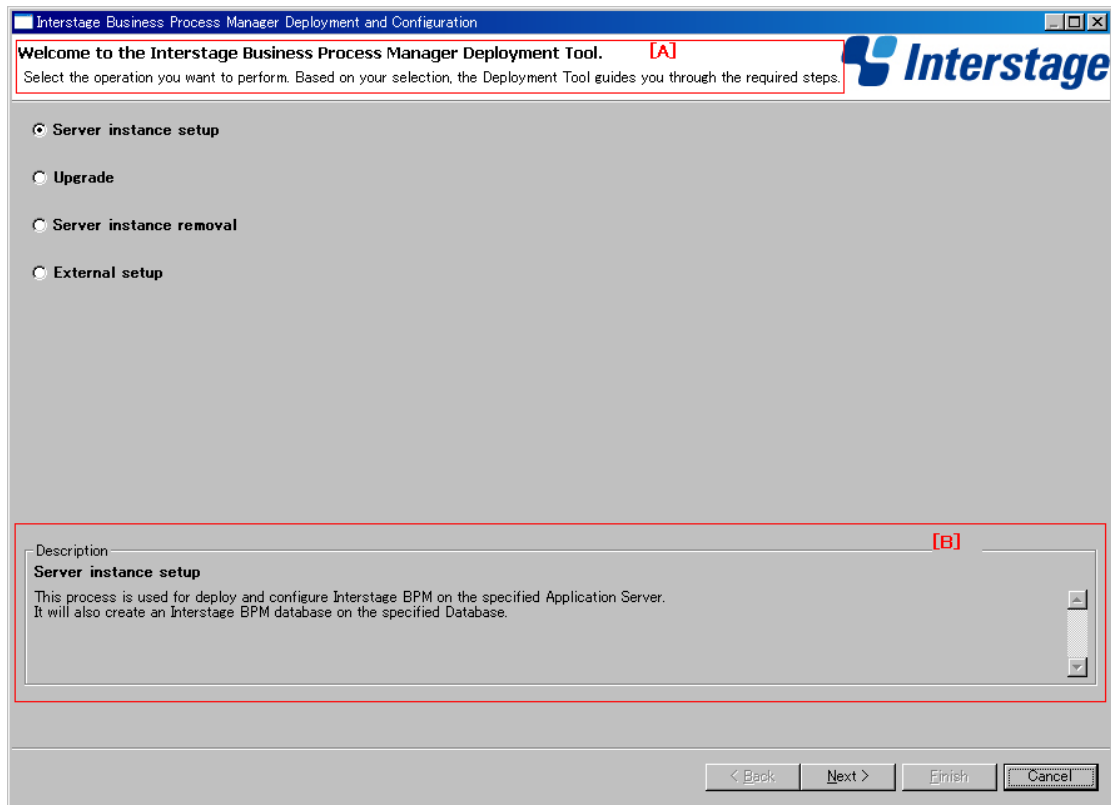 Interstage Business Process Manager Deployment and Configuration
Welcome to the Interstage Business Process Manager Deployment Tool. [A]
Select the operation you want to perform. Based on your selection, the Deployment Tool guides you through the required steps.
Interstage
Server instance setup
Upgrade
Server instance removal
External setup
[B]
Description
Server instance setup
This process is used for deploy and configure Interstage BPM on the specified Application Server.
It will also create an Interstage BPM database on the specified Database.
< Back Next > Finish Cancel